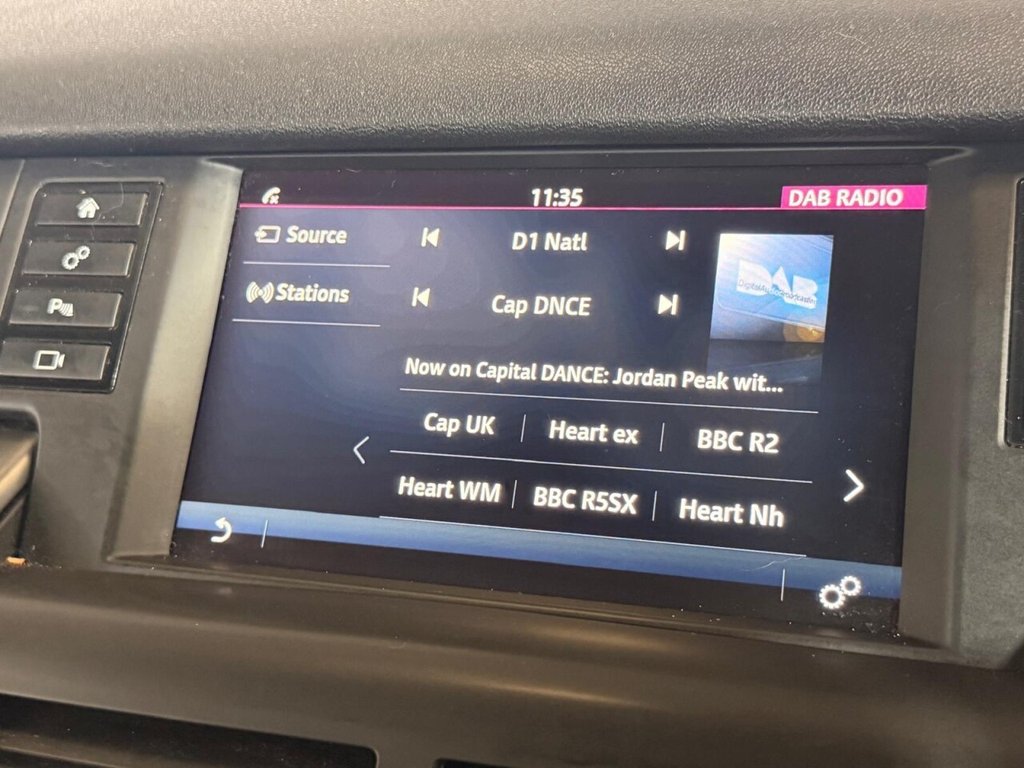 11:35
DAB RADIO
Source
D1 Natl
Stations
Cap DNCE
DAB
Now on Capital DANCE: Jordan Peak wit...
Cap UK
Heart ex
BBC R2
Heart WM
BBC R5SX
Heart Nh
P